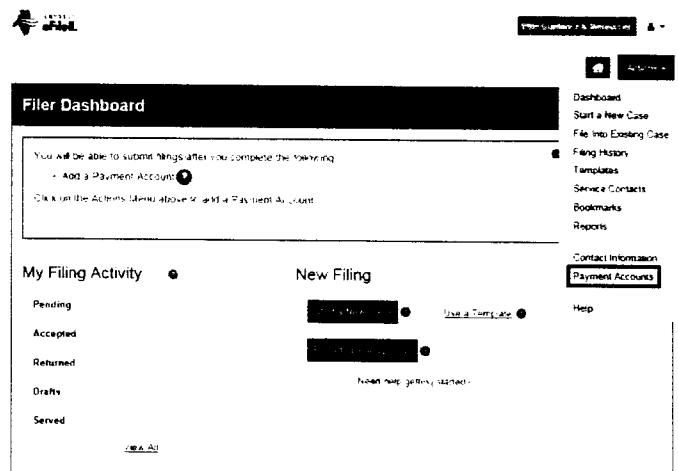 eFileIL
Actions
Filer Dashboard
Dashboard
Start a New Case
File Into Existing Case
Filing History
Templates
Service Contacts
Bookmarks
Reports
Contact Information
Payment Accounts
Help
You will be able to submit filings after you complete the following
- Add a Payment Account ?
Click on the Actions Menu above to add a Payment Account
My Filing Activity
Pending
Accepted
Returned
Drafts
Served
View All
New Filing
Use a Template
Need help getting started?